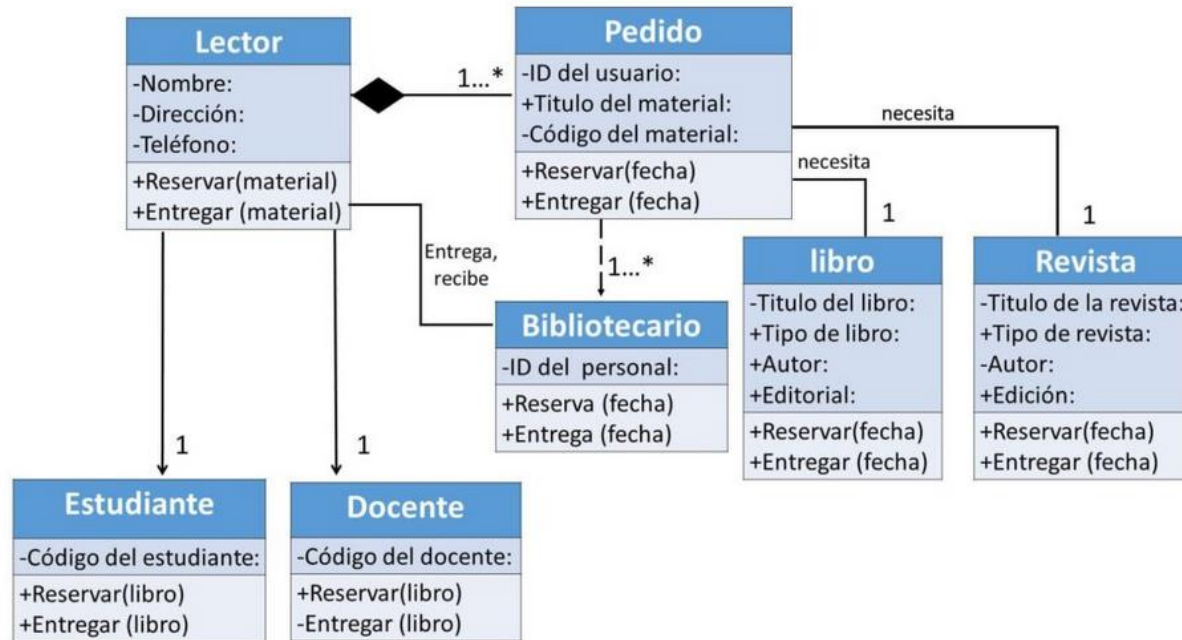 Lector
-Nombre:
-Dirección:
-Teléfono:
+Reservar(material)
+Entregar (material)
1...*
Pedido
-ID del usuario:
+Titulo del material:
-Código del material:
+Reservar(fecha)
+Entregar (fecha)
necesita
necesita
1
1
Entrega,
recibe
1...*
Bibliotecario
-ID del personal:
+Reserva (fecha)
+Entrega (fecha)
libro
-Titulo del libro:
+Tipo de libro:
+Autor:
+Editorial:
+Reservar(fecha)
+Entregar (fecha)
Revista
-Titulo de la revista:
+Tipo de revista:
-Autor:
+Edición:
+Reservar(fecha)
+Entregar (fecha)
1
1
Estudiante
-Código del estudiante:
+Reservar(libro)
+Entregar (libro)
Docente
-Código del docente:
+Reservar(libro)
-Entregar (libro)